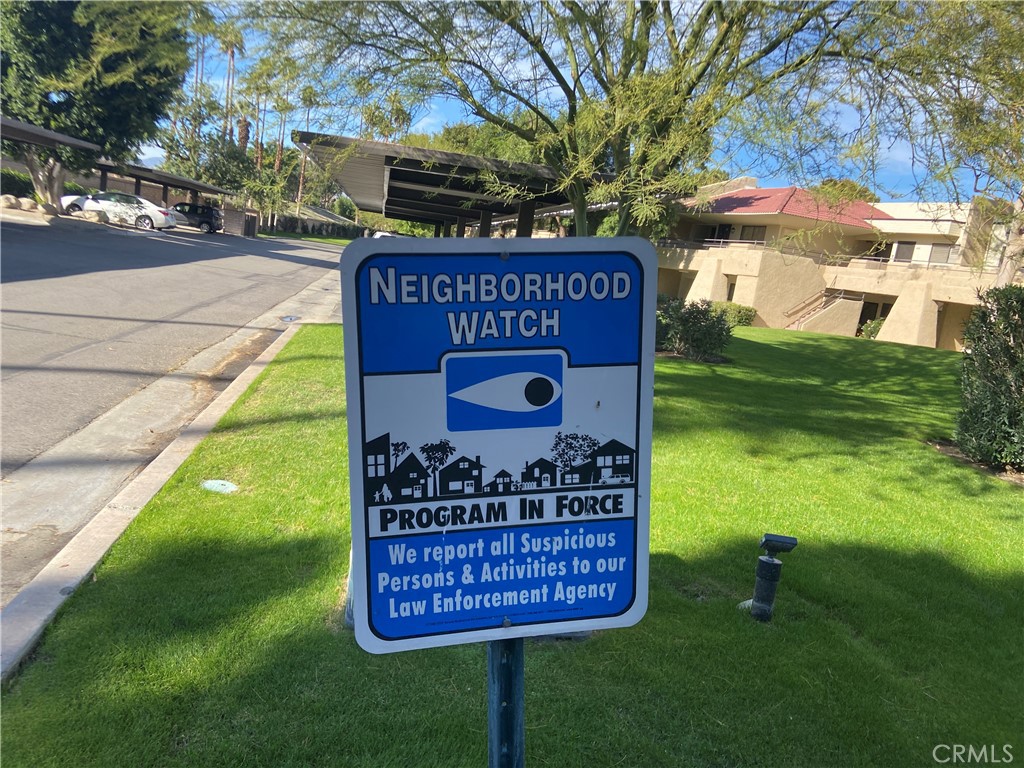 NEIGHBORHOOD
WATCH
PROGRAM IN FORCE
We report all Suspicious
Persons & Activities to our
Law Enforcement Agency
CRMLS